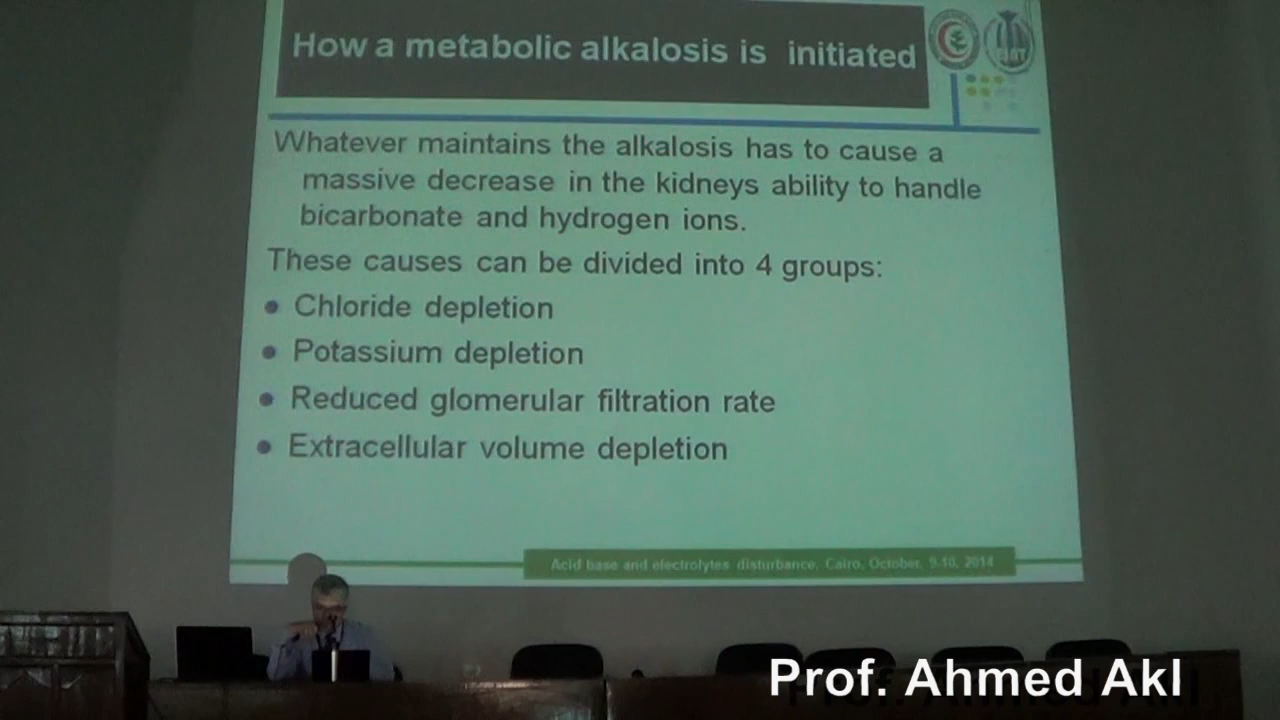 How a metabolic alkalosis is initiated
Whatever maintains the alkalosis has to cause a
massive decrease in the kidneys ability to handle
bicarbonate and hydrogen ions.
These causes can be divided into 4 groups:
• Chloride depletion
• Potassium depletion
• Reduced glomerular filtration rate
• Extracellular volume depletion
Acid base and electrolytes disturbance, Cairo, October, 9-10, 2014
Prof. Ahmed Akl